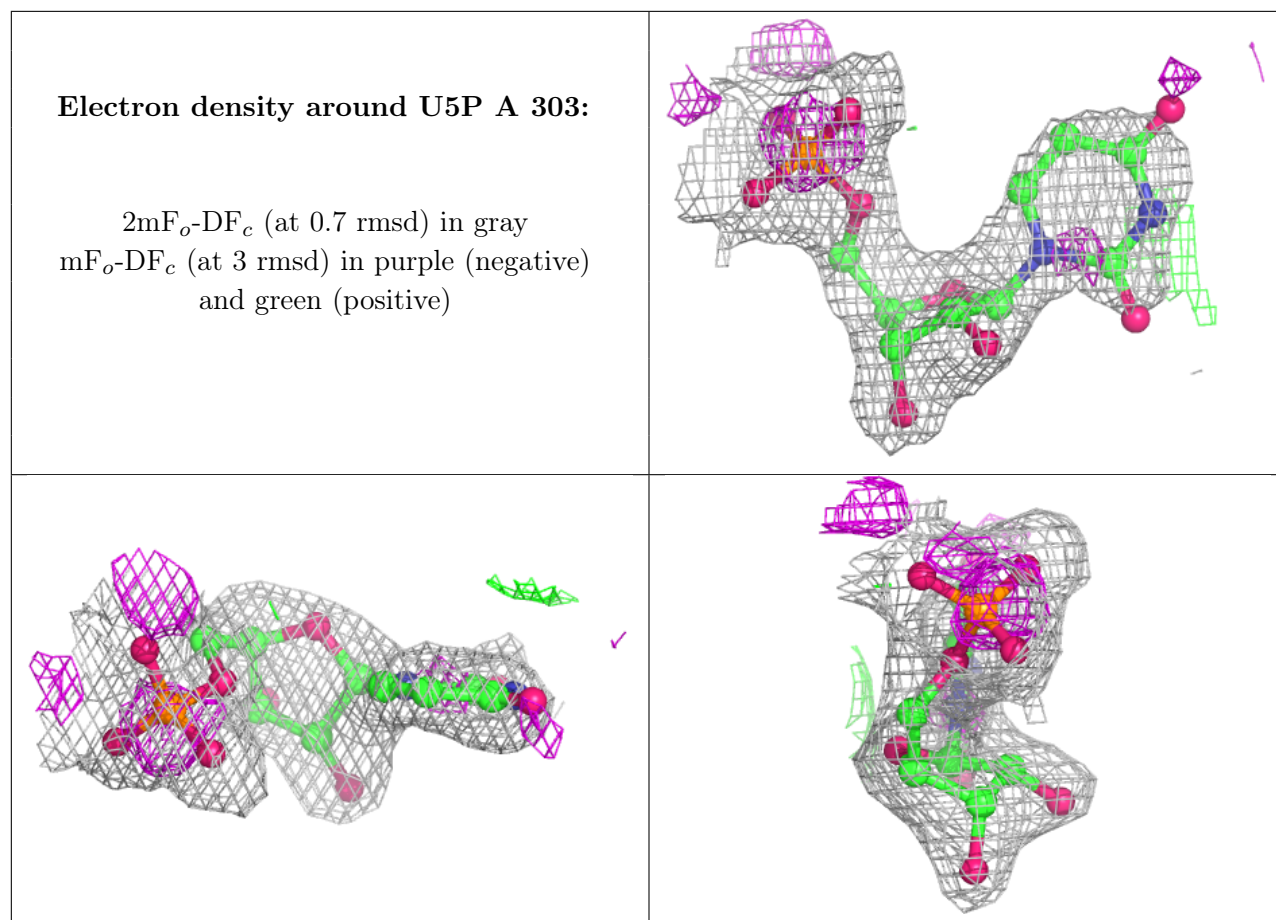 Electron density around U5P A 303:
2mFo-DFc (at 0.7 rmsd) in gray
mFo-DFc (at 3 rmsd) in purple (negative)
and green (positive)